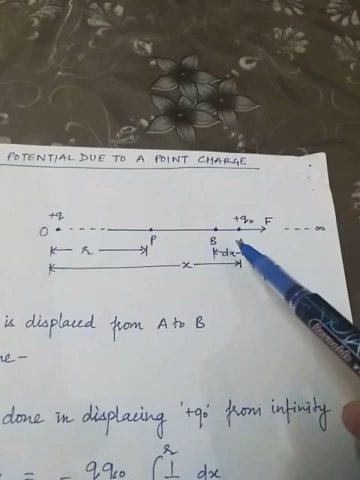 POTENTIAL DUE TO A POINT CHARGE
+q +q₀ F
O P B ∞
r dx
x
is displaced from A to B
ne-
done in displacing '+q₀' from infinity
= - qq₀ ∫ʳ 1 dx